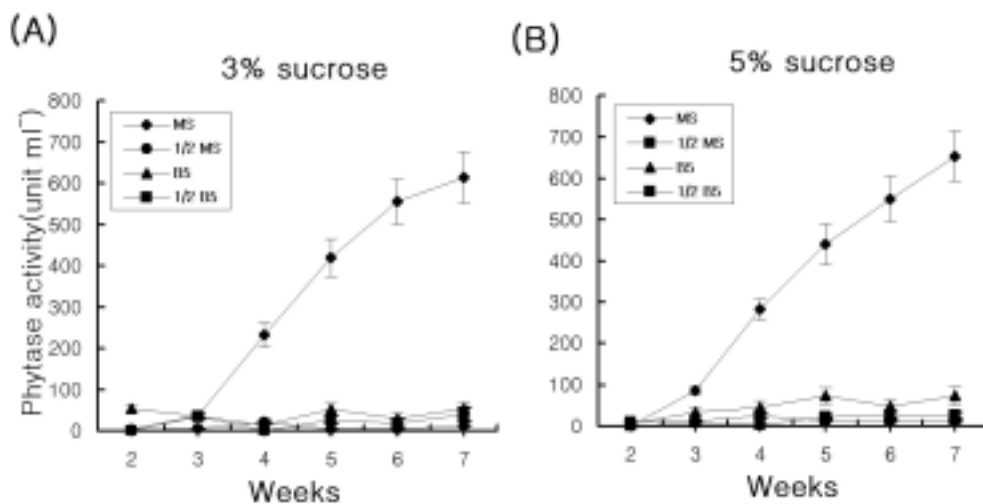 (A)
3% sucrose
Phytase activity(unit ml⁻)
800
700
600
500
400
300
200
100
0
MS
1/2 MS
B5
1/2 B5
2 3 4 5 6 7
Weeks
(B)
5% sucrose
800
700
600
500
400
300
200
100
0
MS
1/2 MS
B5
1/2 B5
2 3 4 5 6 7
Weeks